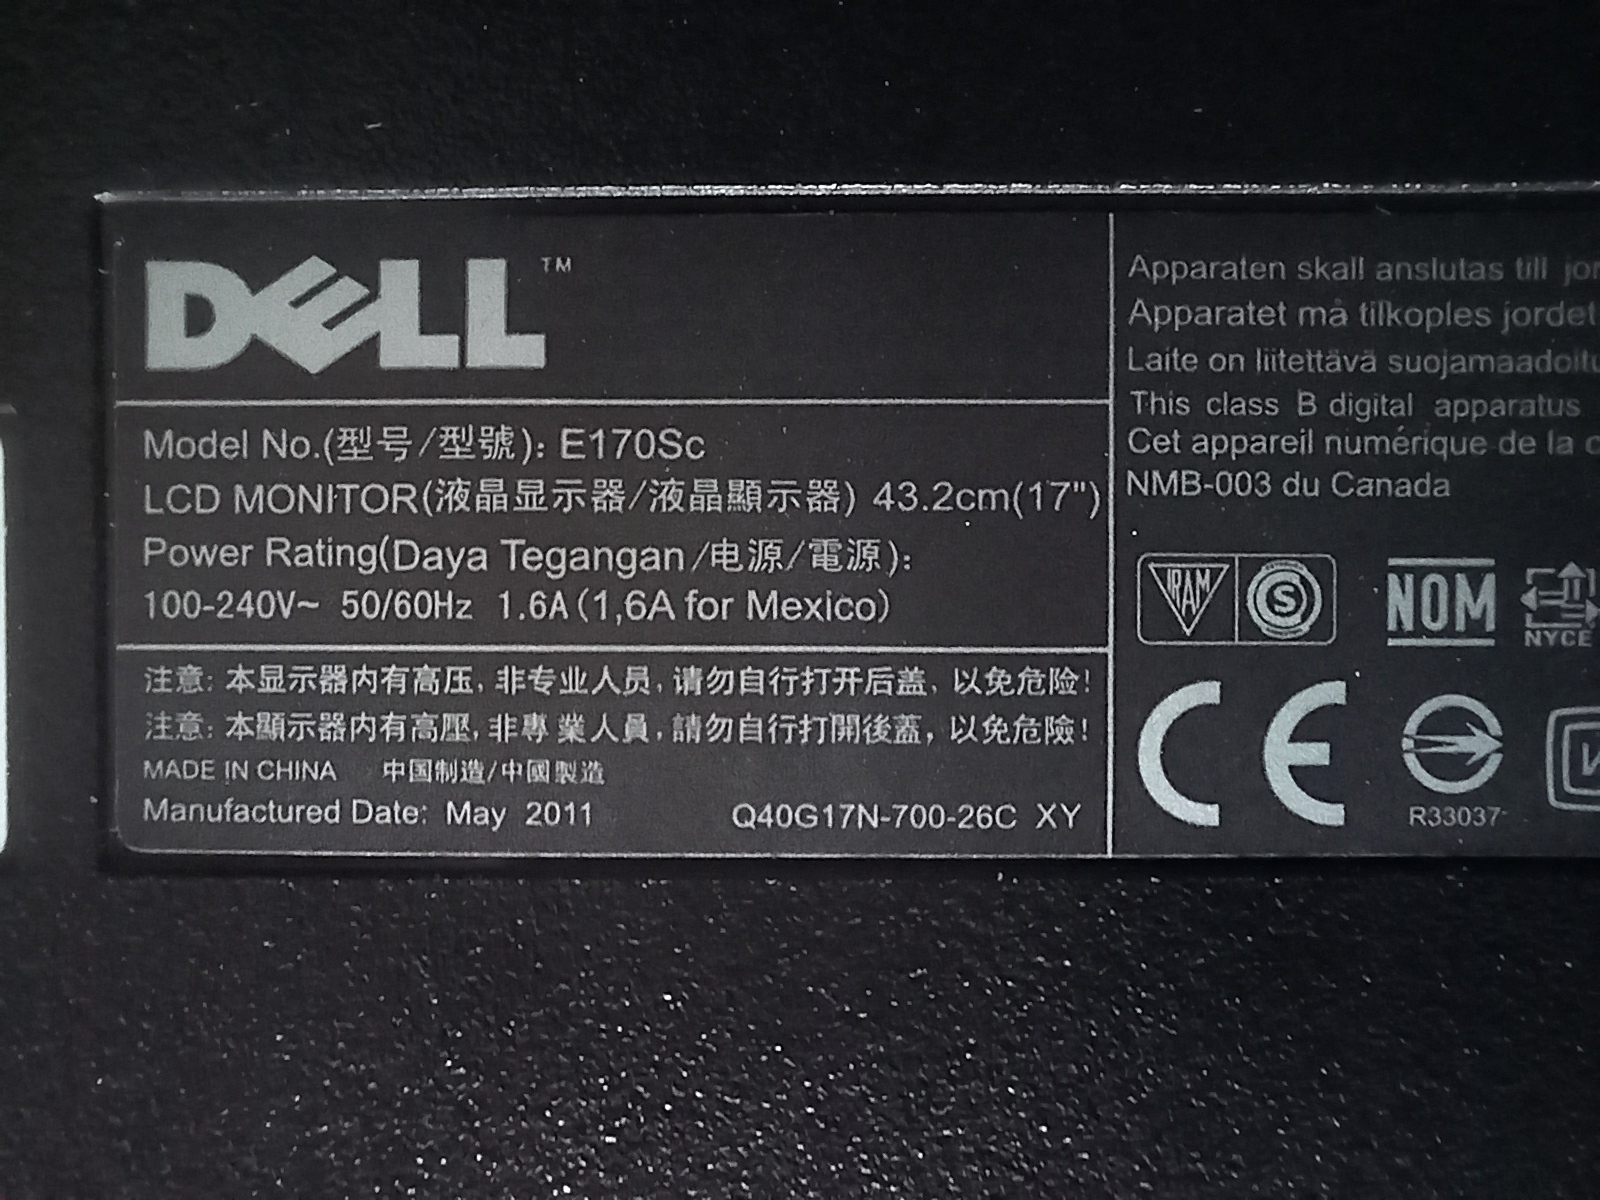 DELL™
Model No.(型号/型號): E170Sc
LCD MONITOR(液晶显示器/液晶顯示器) 43.2cm(17")
Power Rating(Daya Tegangan/电源/電源):
100-240V~ 50/60Hz 1.6A(1,6A for Mexico)
注意: 本显示器内有高压, 非专业人员, 请勿自行打开后盖, 以免危险!
注意: 本顯示器内有高壓, 非專業人員, 請勿自行打開後蓋, 以免危險!
MADE IN CHINA 中国制造/中國製造
Manufactured Date: May 2011 Q40G17N-700-26C XY
Apparaten skall anslutas till
Apparatet må tilkoples jordet
Laite on liitettävä
This class B digital apparatus
Cet appareil numérique de la
NMB-003 du Canada
IRAM S NOM NYCE
CE
R33037